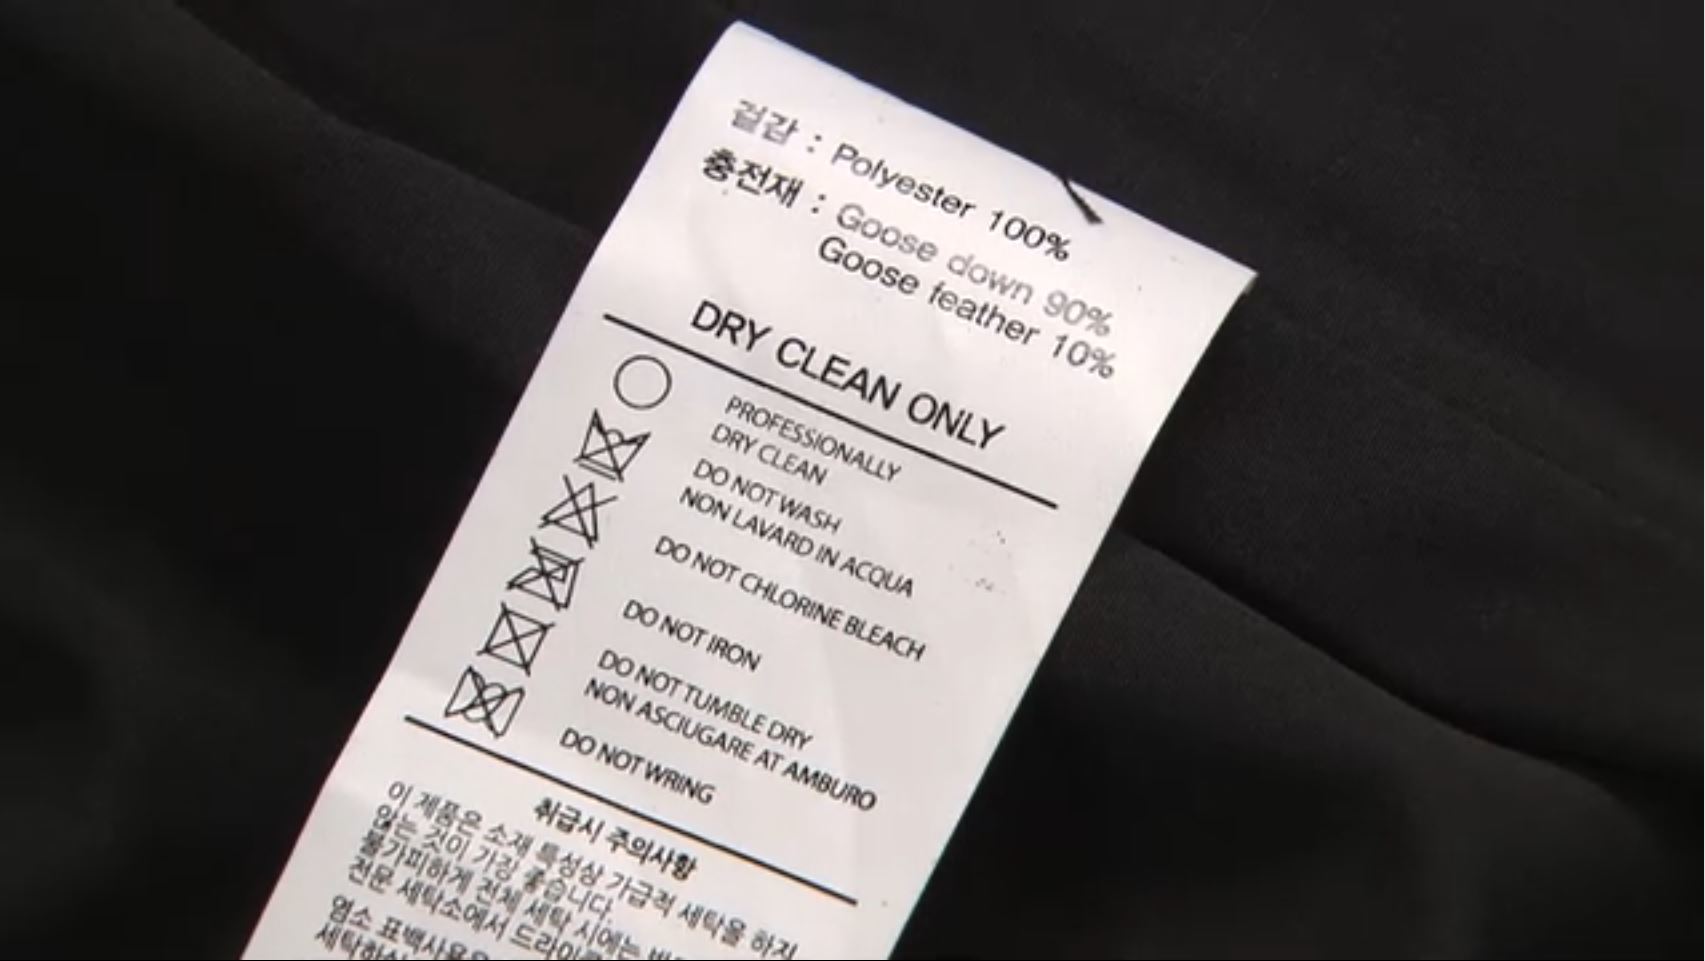 겉감 : Polyester 100%
충전재 : Goose down 90%
Goose feather 10%
DRY CLEAN ONLY
PROFESSIONALLY
DRY CLEAN
DO NOT WASH
NON LAVARD IN ACQUA
DO NOT CHLORINE BLEACH
DO NOT IRON
DO NOT TUMBLE DRY
NON ASCIUGARE AT AMBURO
DO NOT WRING
취급시 주의사항
이 제품은 소재 특성상 가급적 세탁을 하지
않는 것이 가장 좋습니다.
불가피하게 전체 세탁 시에는
전문 세탁소에서
염소